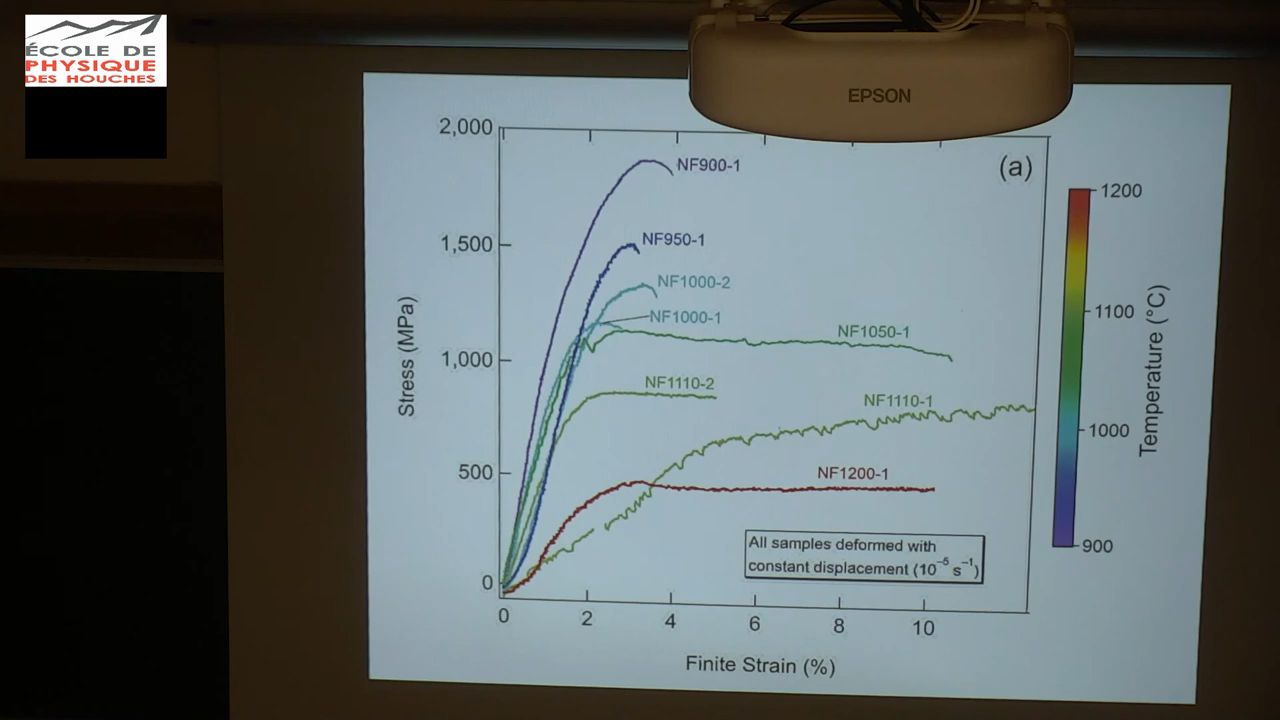 ÉCOLE DE
PHYSIQUE
DES HOUCHES
EPSON
(a)
2,000
1,500
1,000
500
0
Stress (MPa)
0 2 4 6 8 10
Finite Strain (%)
NF900-1
NF950-1
NF1000-2
NF1000-1
NF1050-1
NF1110-2
NF1110-1
NF1200-1
All samples deformed with
constant displacement (10⁻⁵ s⁻¹)
1200
1100
1000
900
Temperature (°C)